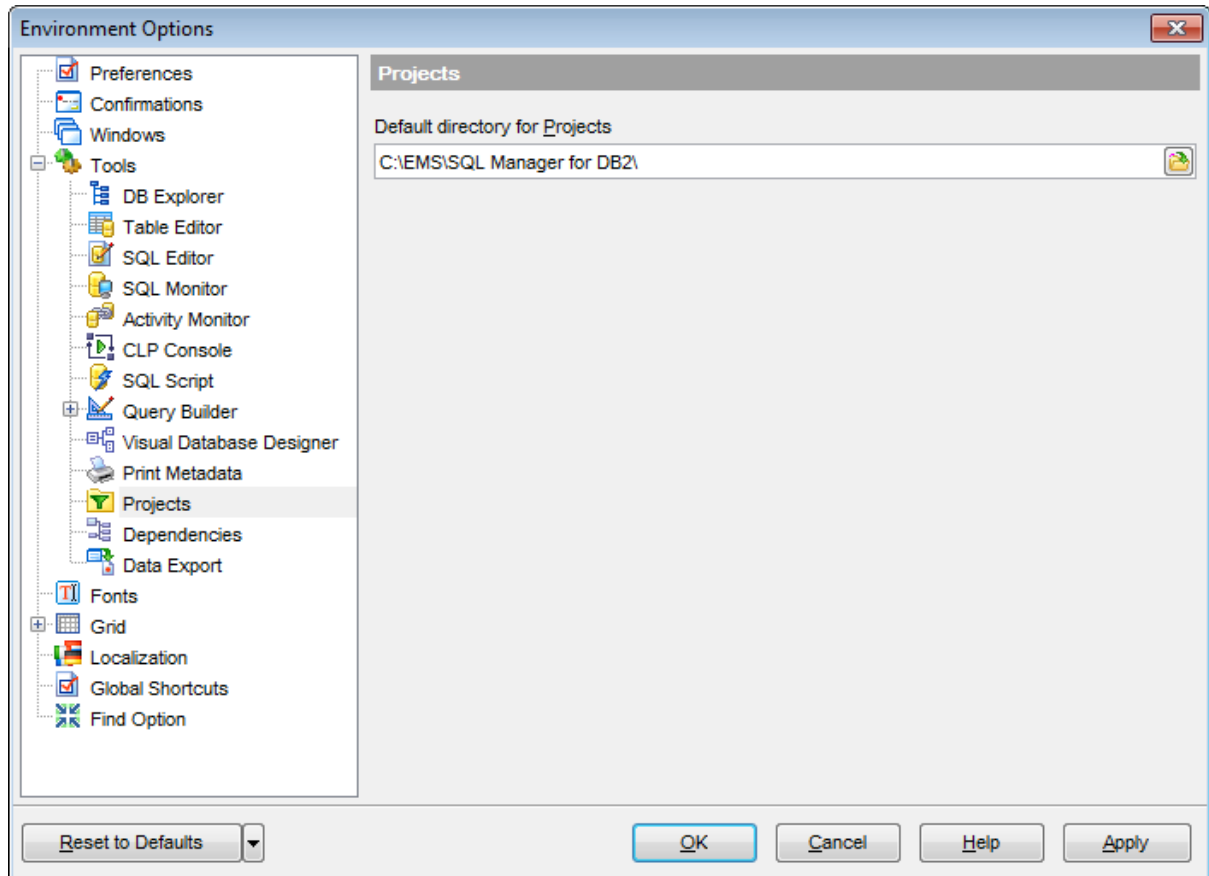 Environment Options
Preferences
Confirmations
Windows
Tools
DB Explorer
Table Editor
SQL Editor
SQL Monitor
Activity Monitor
CLP Console
SQL Script
Query Builder
Visual Database Designer
Print Metadata
Projects
Dependencies
Data Export
Fonts
Grid
Localization
Global Shortcuts
Find Option
Projects
Default directory for Projects
C:\EMS\SQL Manager for DB2\
Reset to Defaults
OK
Cancel
Help
Apply